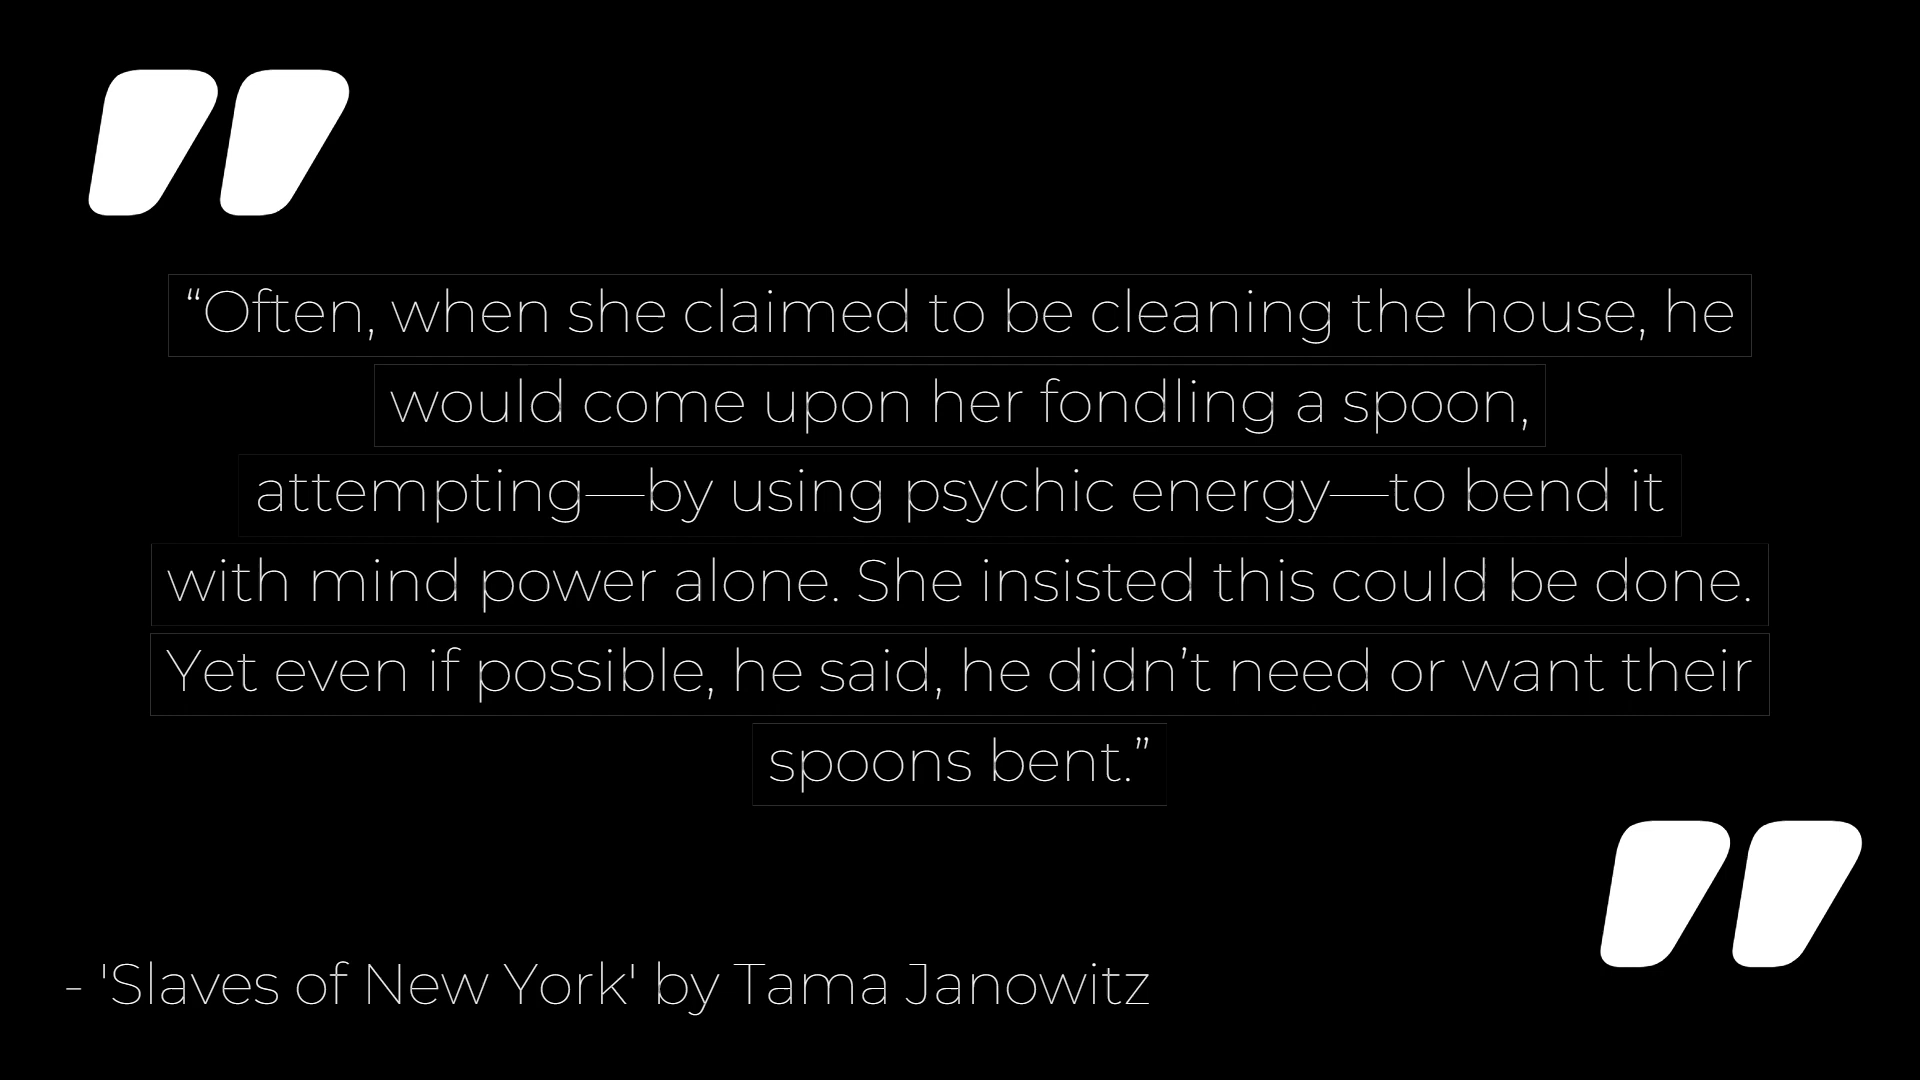 “Often, when she claimed to be cleaning the house, he
would come upon her fondling a spoon,
attempting—by using psychic energy—to bend it
with mind power alone. She insisted this could be done.
Yet even if possible, he said, he didn’t need or want their
spoons bent.”
- 'Slaves of New York' by Tama Janowitz